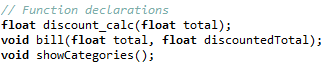 // Function declarations
float discount_calc(float total);
void bill(float total, float discountedTotal);
void showCategories();